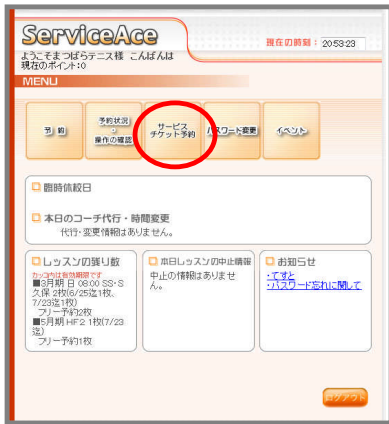 ServiceAce
現在の時刻： 20:53:23
ようこそまつばらテニス様 こんばんは
現在のポイント:0
MENU
予 約
予約状況
操作の確認
サービス
チケット予約
パスワード変更
イベント
臨時休校日
本日のコーチ代行・時間変更
代行・変更情報はありません。
レッスンの残り数
カッコ内は有効期限です
■3月期 日 08:00 SS・S
久保 2枚(6/25迄1枚、
7/23迄1枚)
フリー予約2枚
■5月期 HF2 1枚(7/23
迄)
フリー予約1枚
本日レッスンの中止情報
中止の情報はありませ
ん。
お知らせ
・てすと
・パスワード忘れに関して
ログアウト